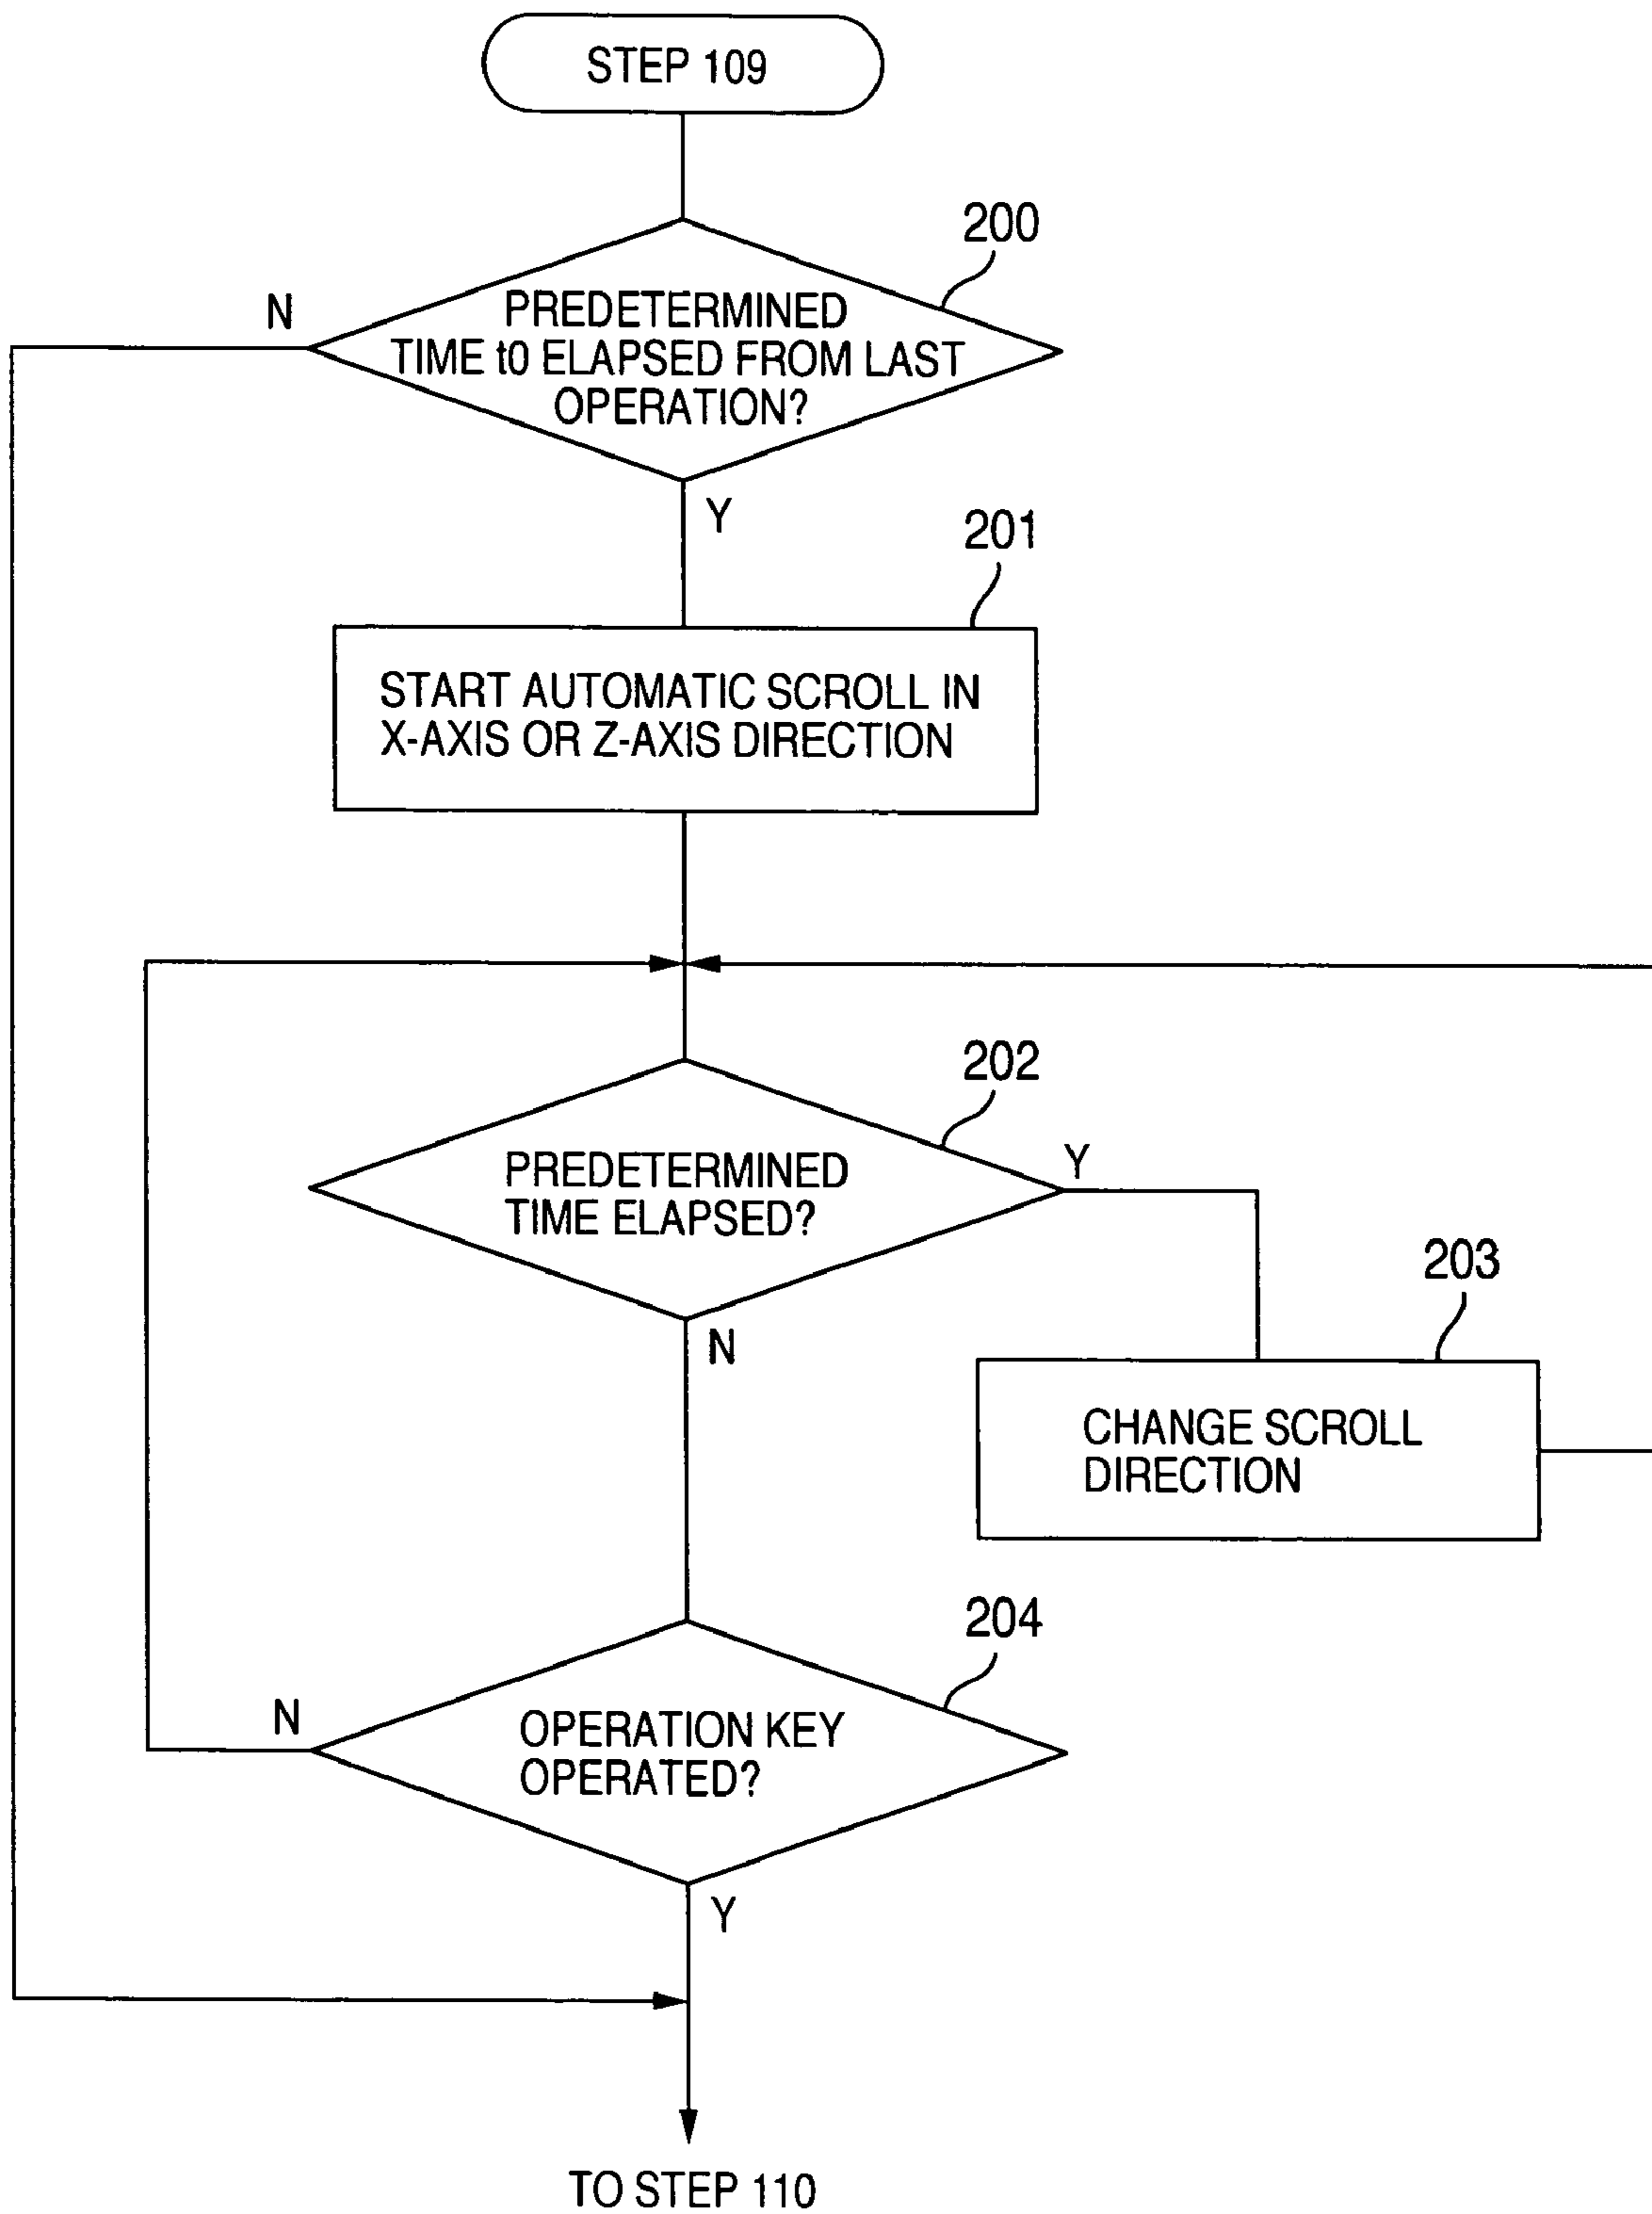 STEP 109
200
N
PREDETERMINED
TIME t0 ELAPSED FROM LAST
OPERATION?
Y
201
START AUTOMATIC SCROLL IN
X-AXIS OR Z-AXIS DIRECTION
202
Y
PREDETERMINED
TIME ELAPSED?
N
203
CHANGE SCROLL
DIRECTION
204
N
OPERATION KEY
OPERATED?
Y
TO STEP 110